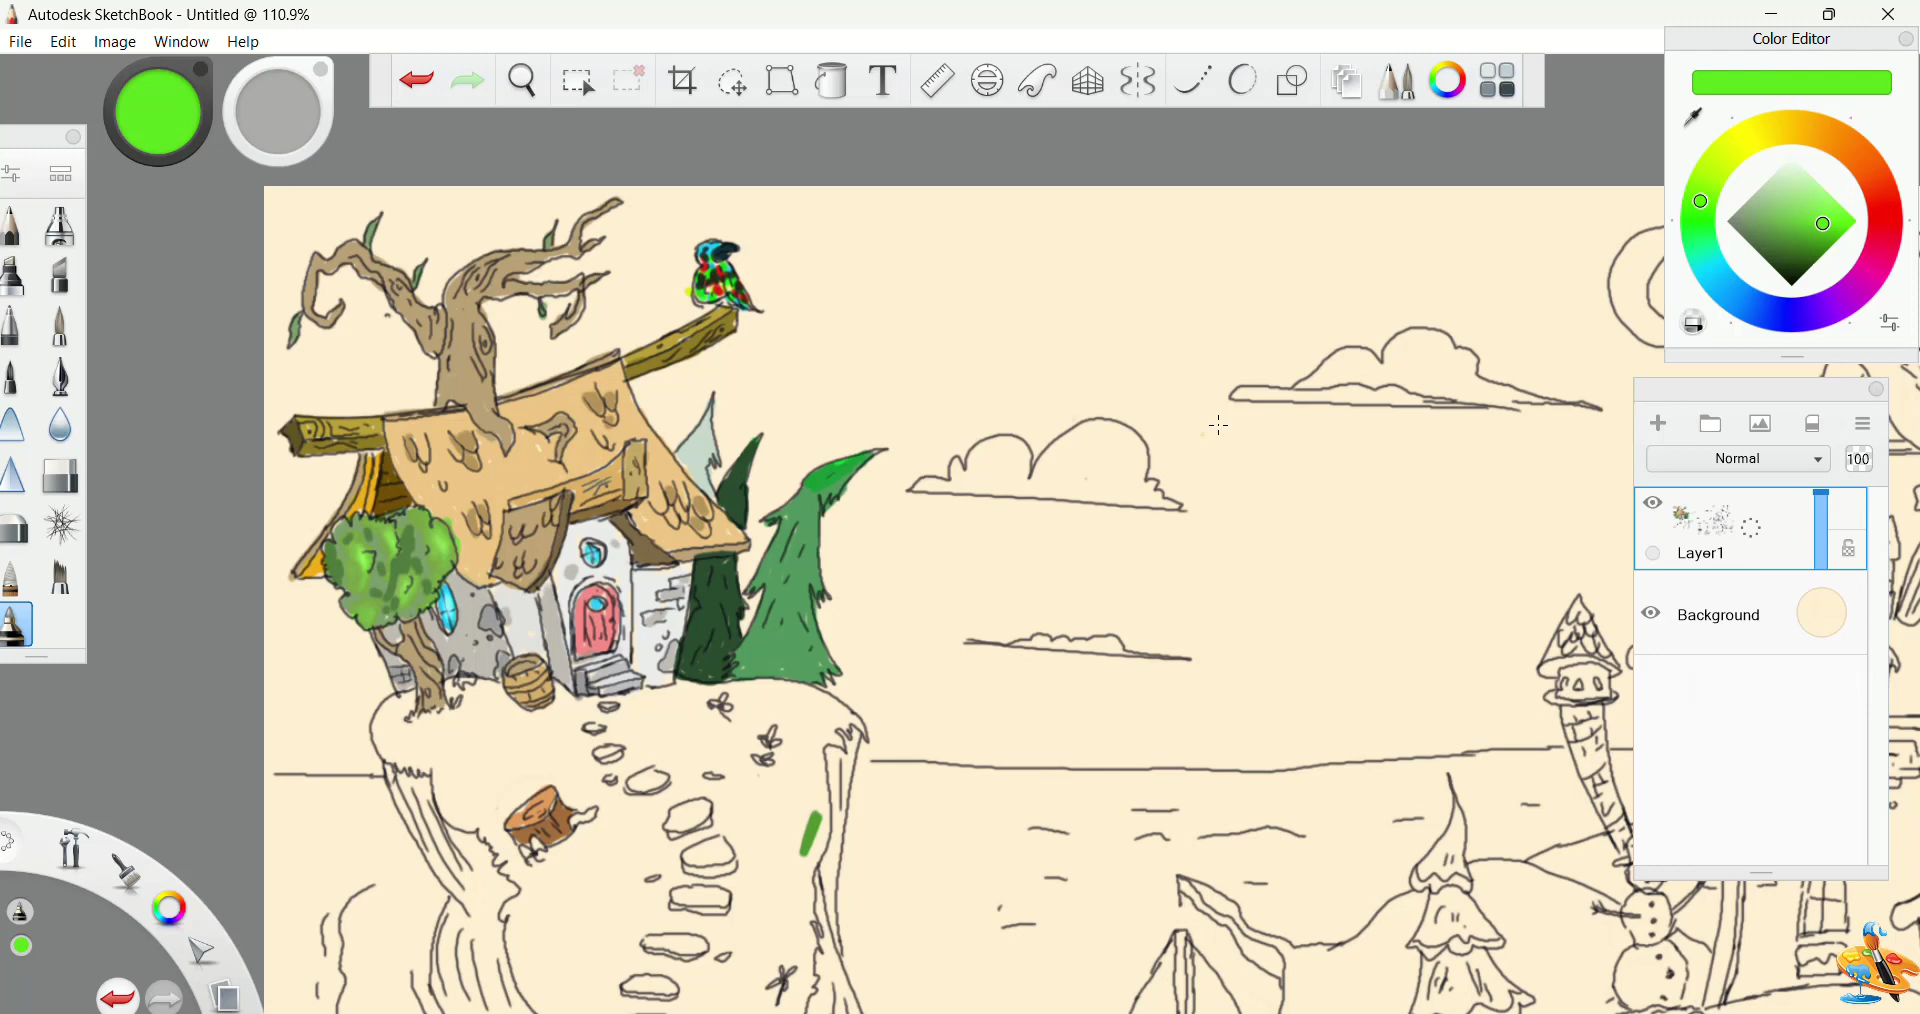 Autodesk SketchBook - Untitled @ 110.9%
File Edit Image Window Help
Color Editor
T
Normal
100
Layer1
Background